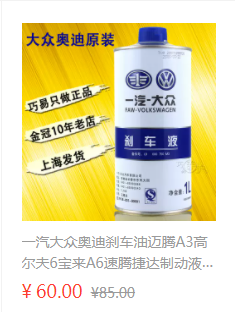 大众奥迪原装
巧易只做正品
金冠10年老店
上海发货
一汽-大众
FAW-VOLKSWAGEN
刹车液
1L
一汽大众奥迪刹车油迈腾A3高
尔夫6宝来A6速腾捷达制动液...
¥ 60.00 ¥85.00